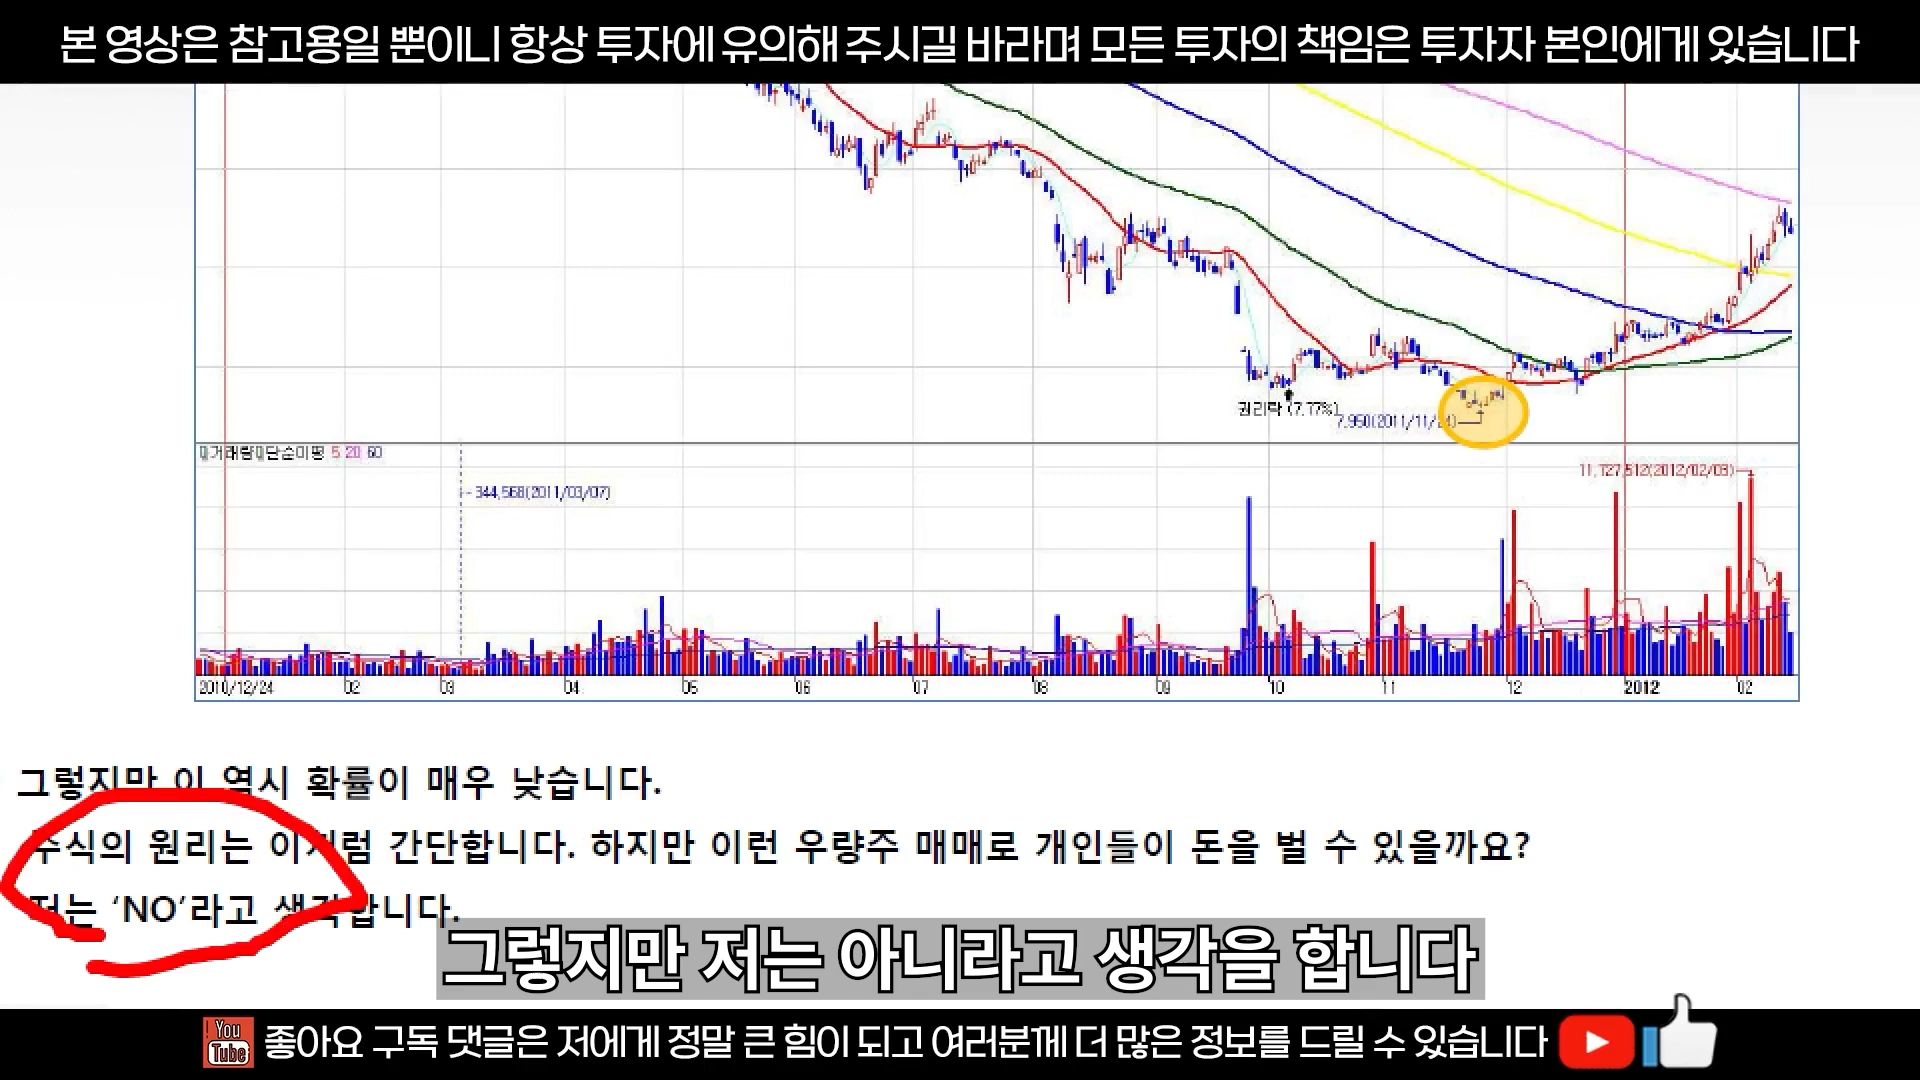 본 영상은 참고용일 뿐이니 항상 투자에 유의해 주시길 바라며 모든 투자의 책임은 투자자 본인에게 있습니다
권리락 (7.77%)
7,950(2011/11/24)
거래량 단순이평 5 20 60
11,727,512(2012/02/03)
344,568(2011/03/07)
2010/12/24 02 03 04 05 06 07 08 09 10 11 12 2012 02
그렇지만 이 역시 확률이 매우 낮습니다.
주식의 원리는 이처럼 간단합니다. 하지만 이런 우량주 매매로 개인들이 돈을 벌 수 있을까요?
저는 ‘NO’라고 생각합니다.
그렇지만 저는 아니라고 생각을 합니다
You Tube 좋아요 구독 댓글은 저에게 정말 큰 힘이 되고 여러분께 더 많은 정보를 드릴 수 있습니다